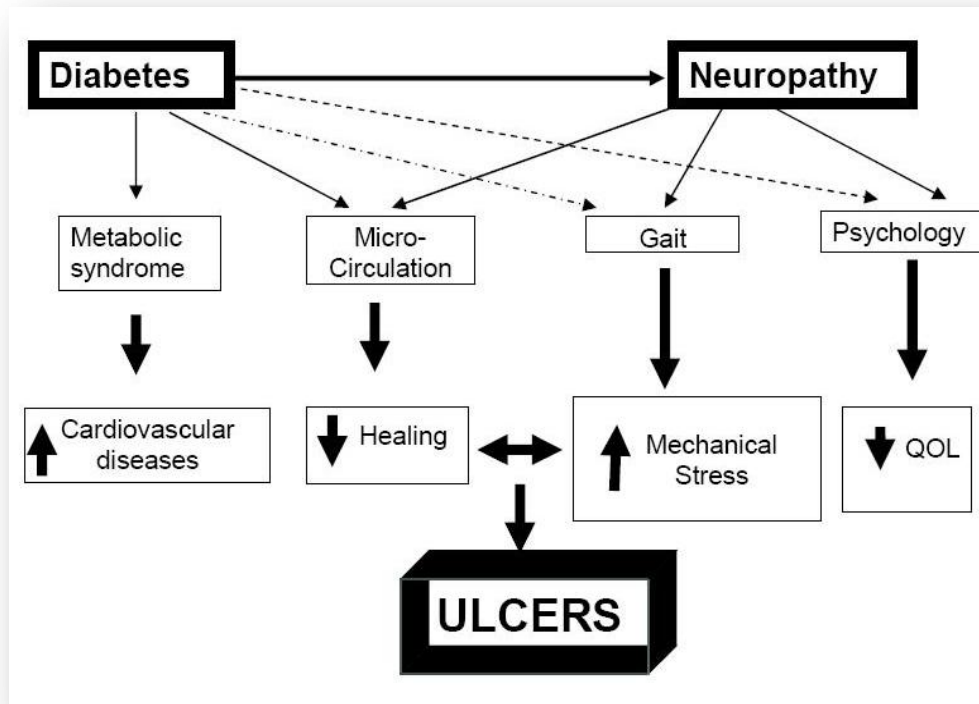 Diabetes
Neuropathy
Metabolic
syndrome
Micro-
Circulation
Gait
Psychology
Cardiovascular
diseases
Healing
Mechanical
Stress
QOL
ULCERS